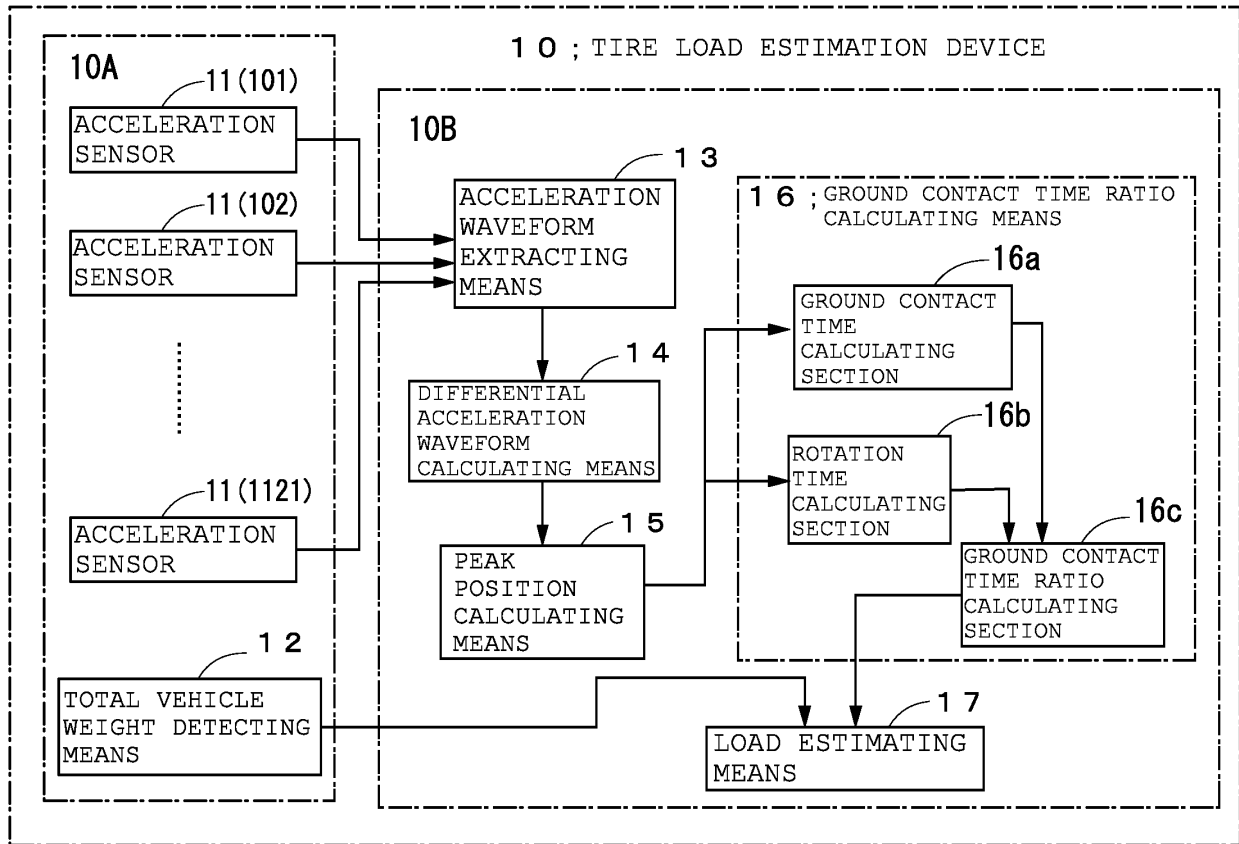 10 ; TIRE LOAD ESTIMATION DEVICE
10A
11(101)
ACCELERATION
SENSOR
11(102)
ACCELERATION
SENSOR
11(1121)
ACCELERATION
SENSOR
12
TOTAL VEHICLE
WEIGHT DETECTING
MEANS
10B
13
ACCELERATION
WAVEFORM
EXTRACTING
MEANS
14
DIFFERENTIAL
ACCELERATION
WAVEFORM
CALCULATING MEANS
15
PEAK
POSITION
CALCULATING
MEANS
16 ; GROUND CONTACT TIME RATIO
CALCULATING MEANS
16a
GROUND CONTACT
TIME
CALCULATING
SECTION
16b
ROTATION
TIME
CALCULATING
SECTION
16c
GROUND CONTACT
TIME RATIO
CALCULATING
SECTION
17
LOAD ESTIMATING
MEANS